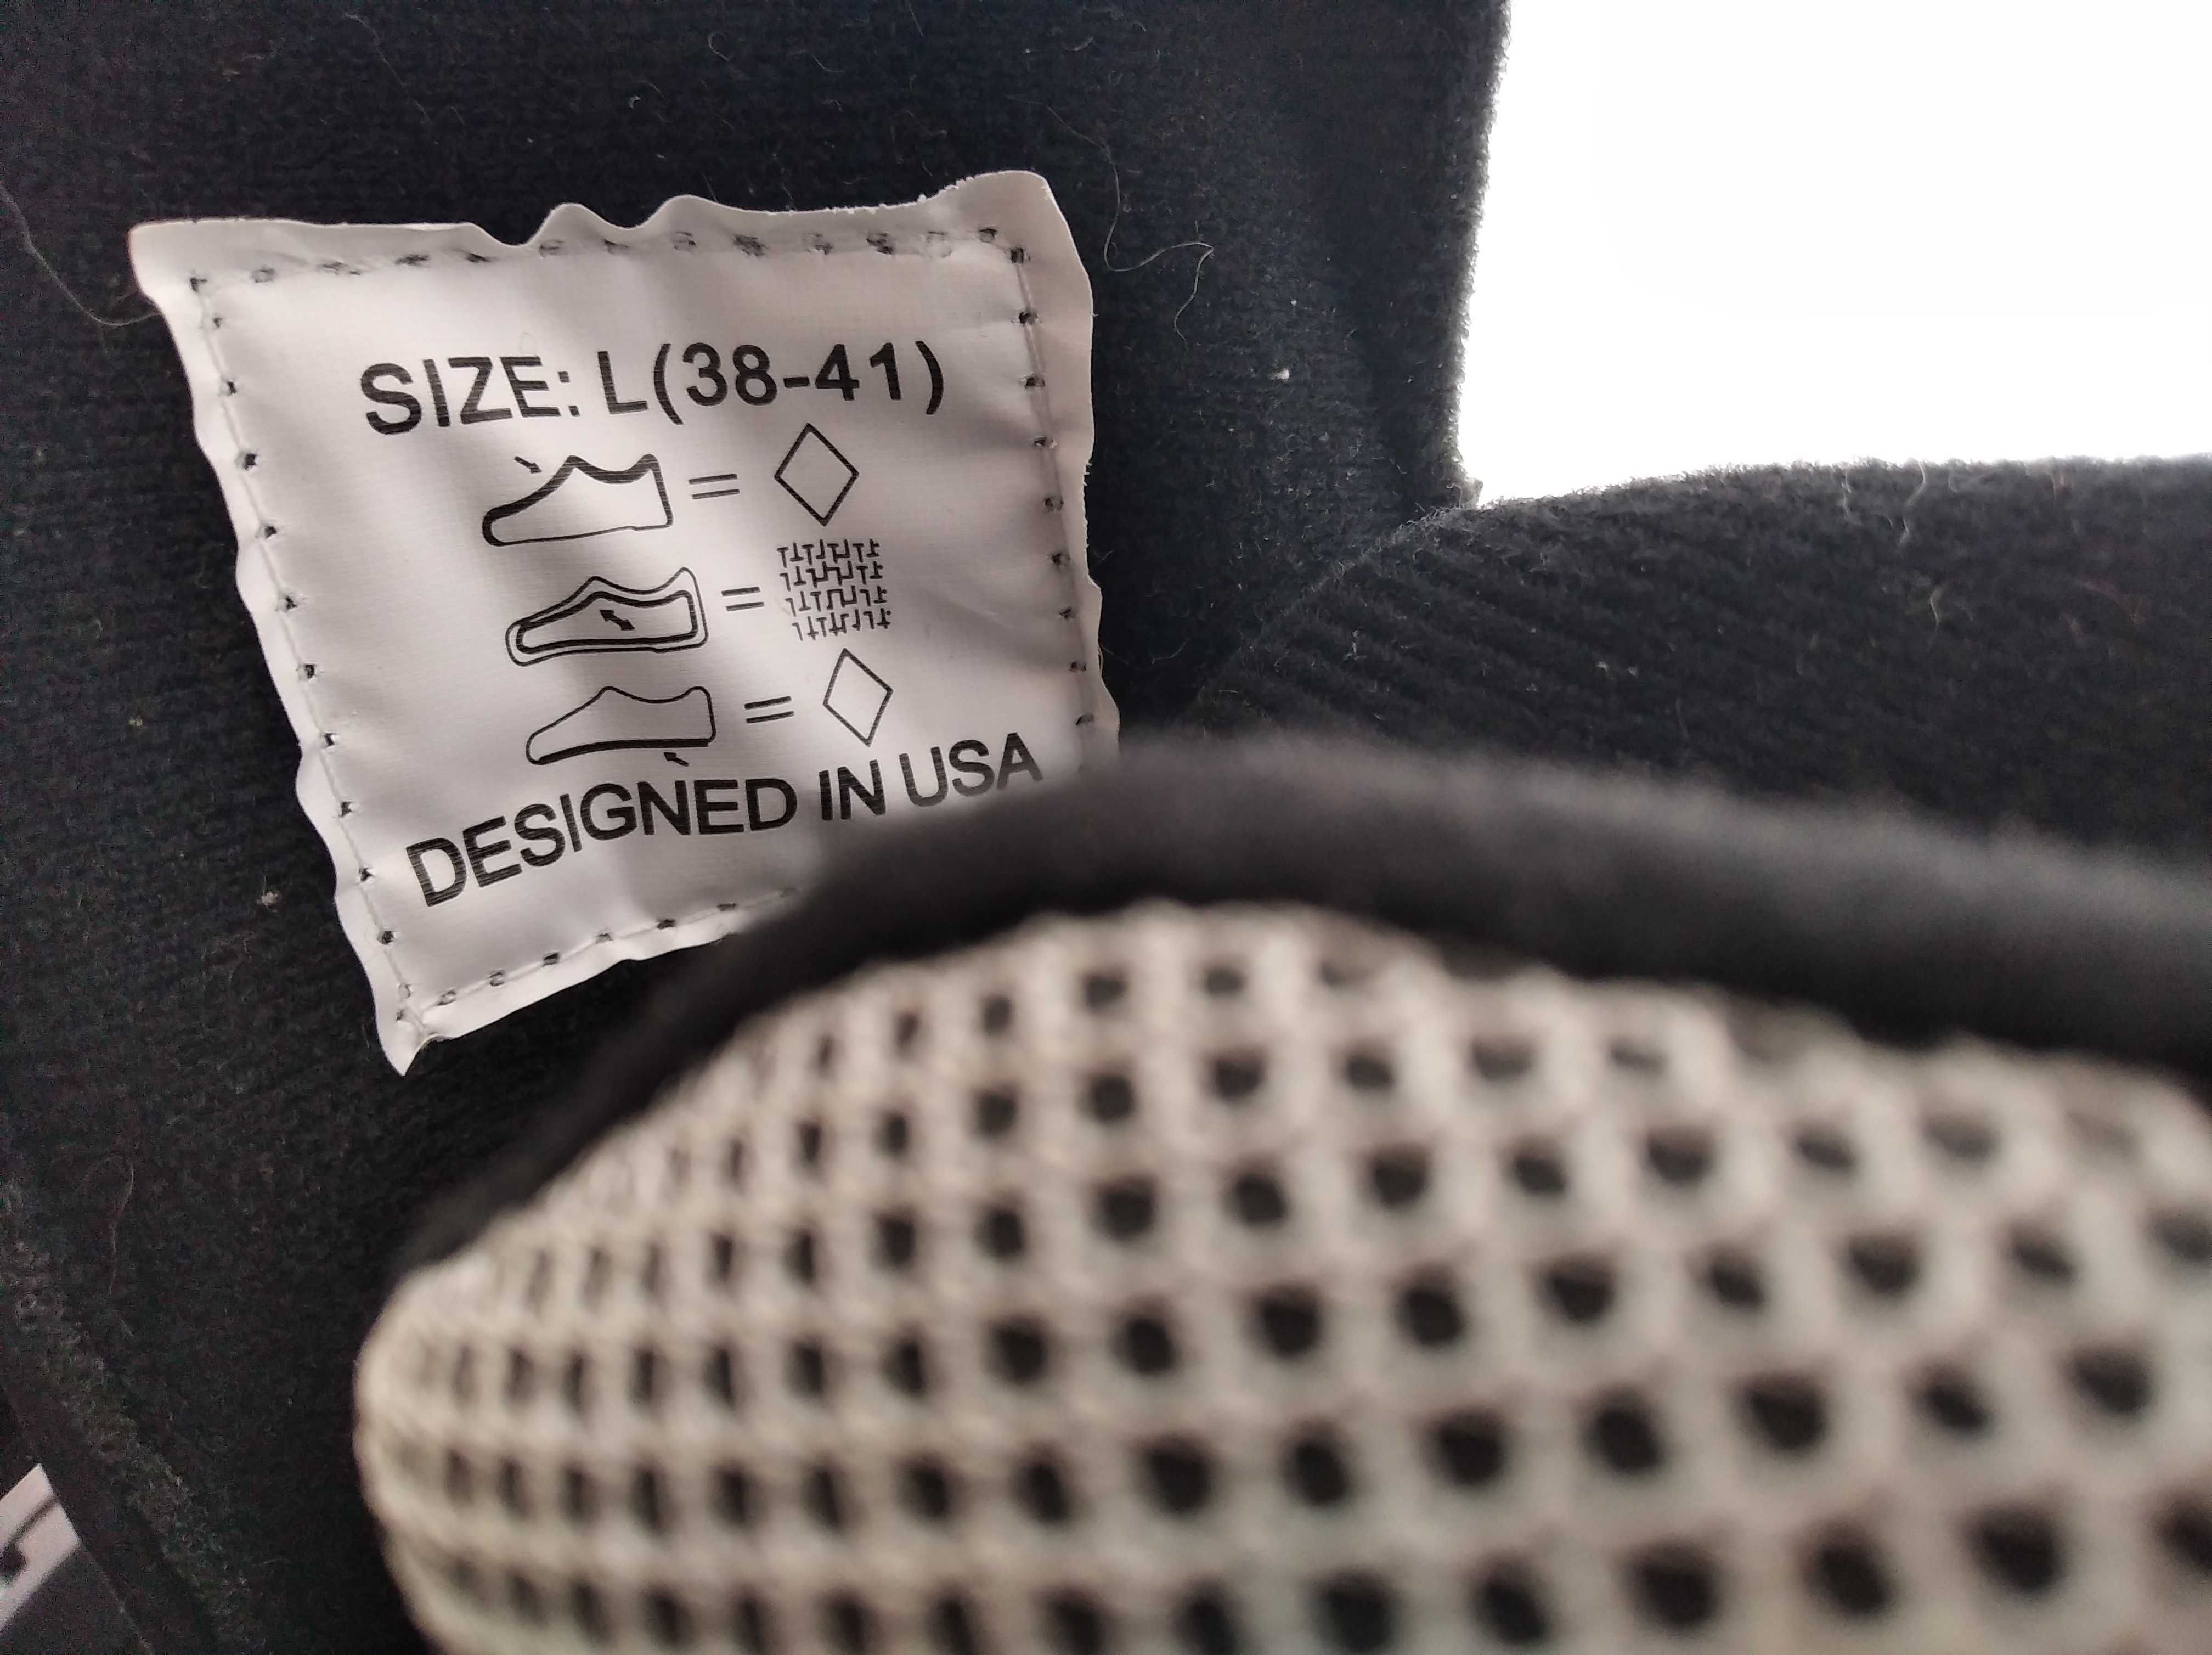 SIZE: L(38-41)
=
=
=
DESIGNED IN USA